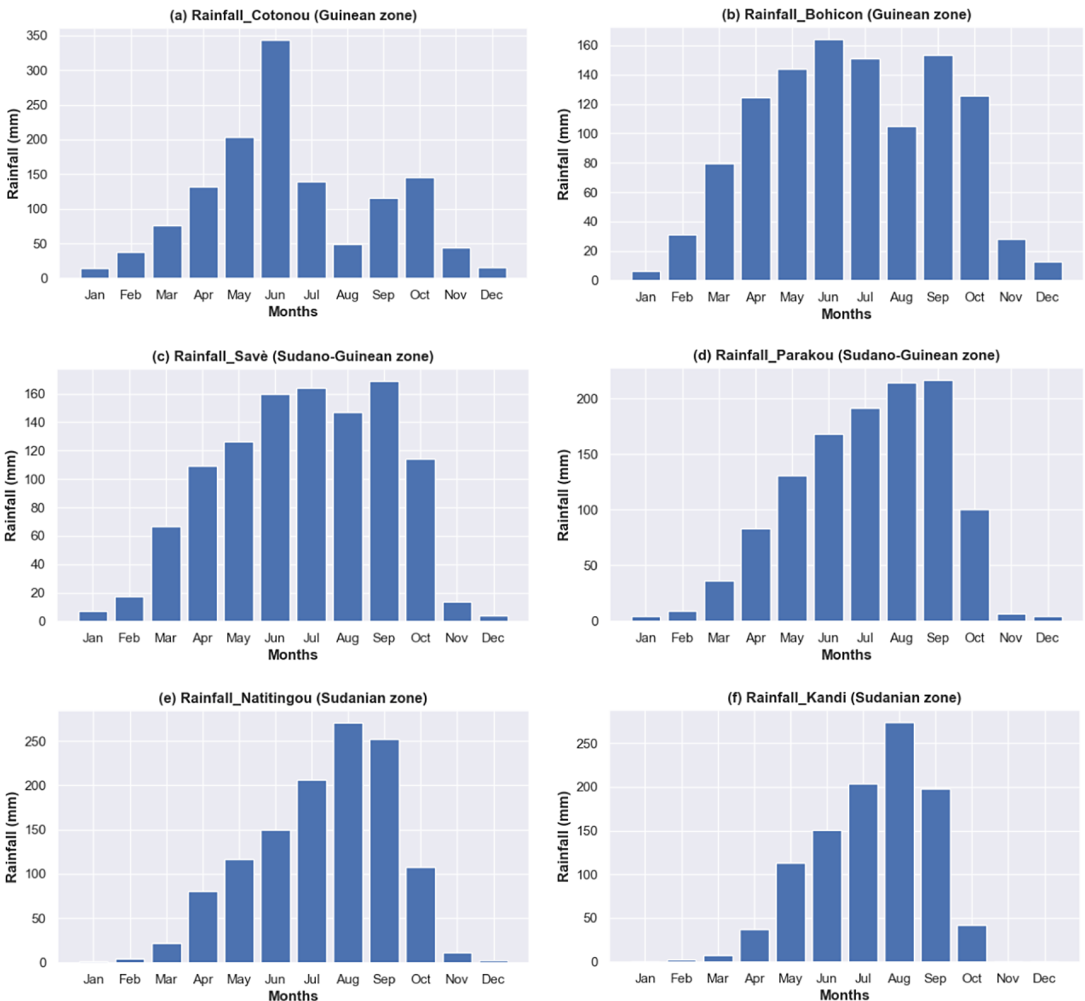 (a) Rainfall_Cotonou (Guinean zone)
Rainfall (mm)
350
300
250
200
150
100
50
0
Jan Feb Mar Apr May Jun Jul Aug Sep Oct Nov Dec
Months
(b) Rainfall_Bohicon (Guinean zone)
Rainfall (mm)
160
140
120
100
80
60
40
20
0
Jan Feb Mar Apr May Jun Jul Aug Sep Oct Nov Dec
Months
(c) Rainfall_Savè (Sudano-Guinean zone)
Rainfall (mm)
160
140
120
100
80
60
40
20
0
Jan Feb Mar Apr May Jun Jul Aug Sep Oct Nov Dec
Months
(d) Rainfall_Parakou (Sudano-Guinean zone)
Rainfall (mm)
200
150
100
50
0
Jan Feb Mar Apr May Jun Jul Aug Sep Oct Nov Dec
Months
(e) Rainfall_Natitingou (Sudanian zone)
Rainfall (mm)
250
200
150
100
50
0
Jan Feb Mar Apr May Jun Jul Aug Sep Oct Nov Dec
Months
(f) Rainfall_Kandi (Sudanian zone)
Rainfall (mm)
250
200
150
100
50
0
Jan Feb Mar Apr May Jun Jul Aug Sep Oct Nov Dec
Months